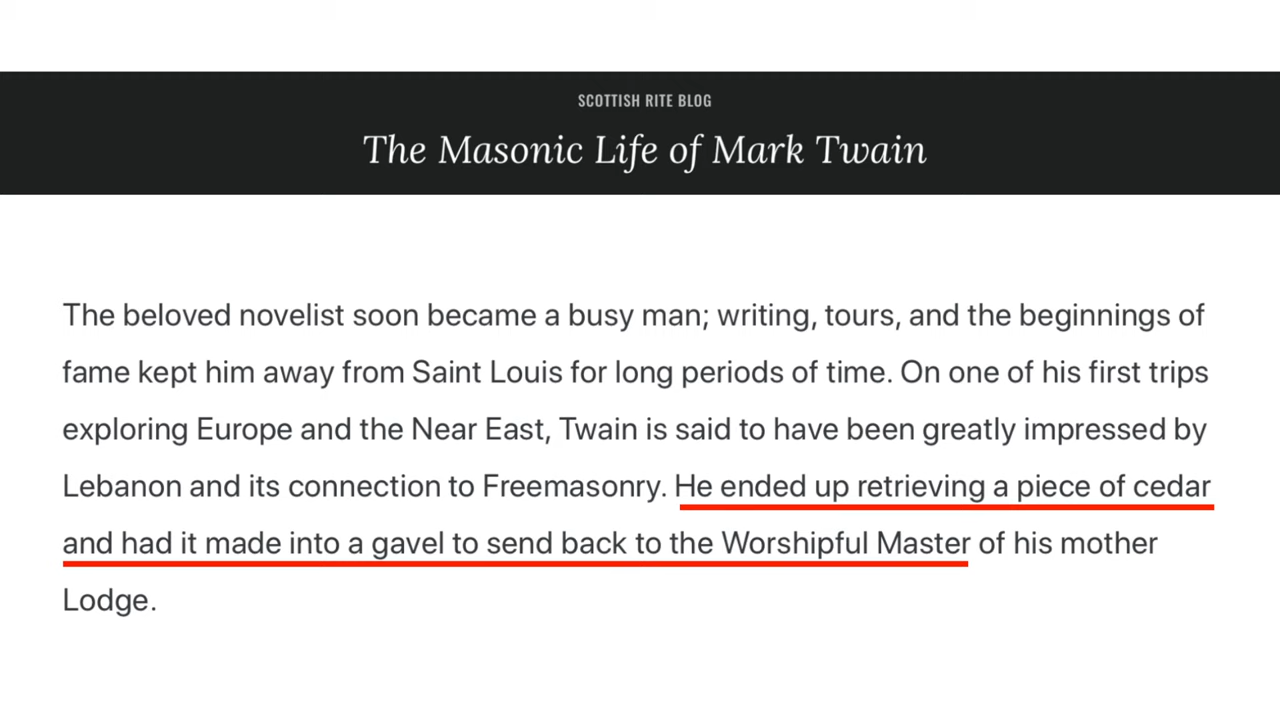 SCOTTISH RITE BLOG
The Masonic Life of Mark Twain
The beloved novelist soon became a busy man; writing, tours, and the beginnings of
fame kept him away from Saint Louis for long periods of time. On one of his first trips
exploring Europe and the Near East, Twain is said to have been greatly impressed by
Lebanon and its connection to Freemasonry. He ended up retrieving a piece of cedar
and had it made into a gavel to send back to the Worshipful Master of his mother
Lodge.